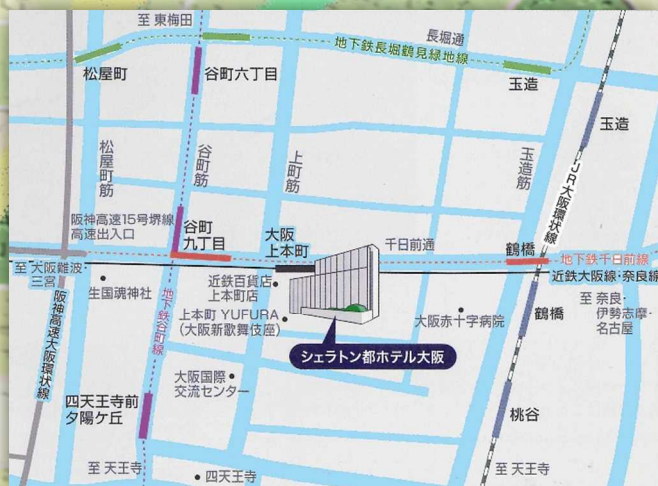 至 東梅田
長堀通
地下鉄長堀鶴見緑地線
松屋町
谷町六丁目
玉造
玉造
松屋町筋
谷町筋
上町筋
玉造筋
JR大阪環状線
阪神高速15号堺線
高速出入口
谷町
九丁目
大阪
上本町
千日前通
鶴橋
地下鉄千日前線
至 大阪難波
三宮
近鉄大阪線・奈良線
生国魂神社
近鉄百貨店
上本町店
上本町 YUFURA
(大阪新歌舞伎座)
大阪赤十字病院
鶴橋
至 奈良・
伊勢志摩・
名古屋
阪神高速大阪環状線
地下鉄谷町線
シェラトン都ホテル大阪
大阪国際
交流センター
四天王寺前
夕陽ケ丘
桃谷
至 天王寺
四天王寺
至 天王寺